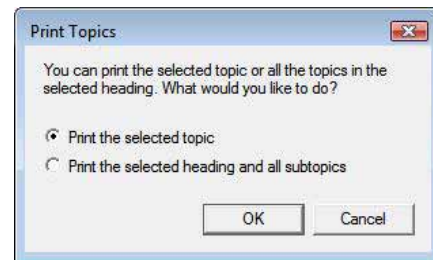 Print Topics
You can print the selected topic or all the topics in the
selected heading. What would you like to do?
Print the selected topic
Print the selected heading and all subtopics
OK Cancel